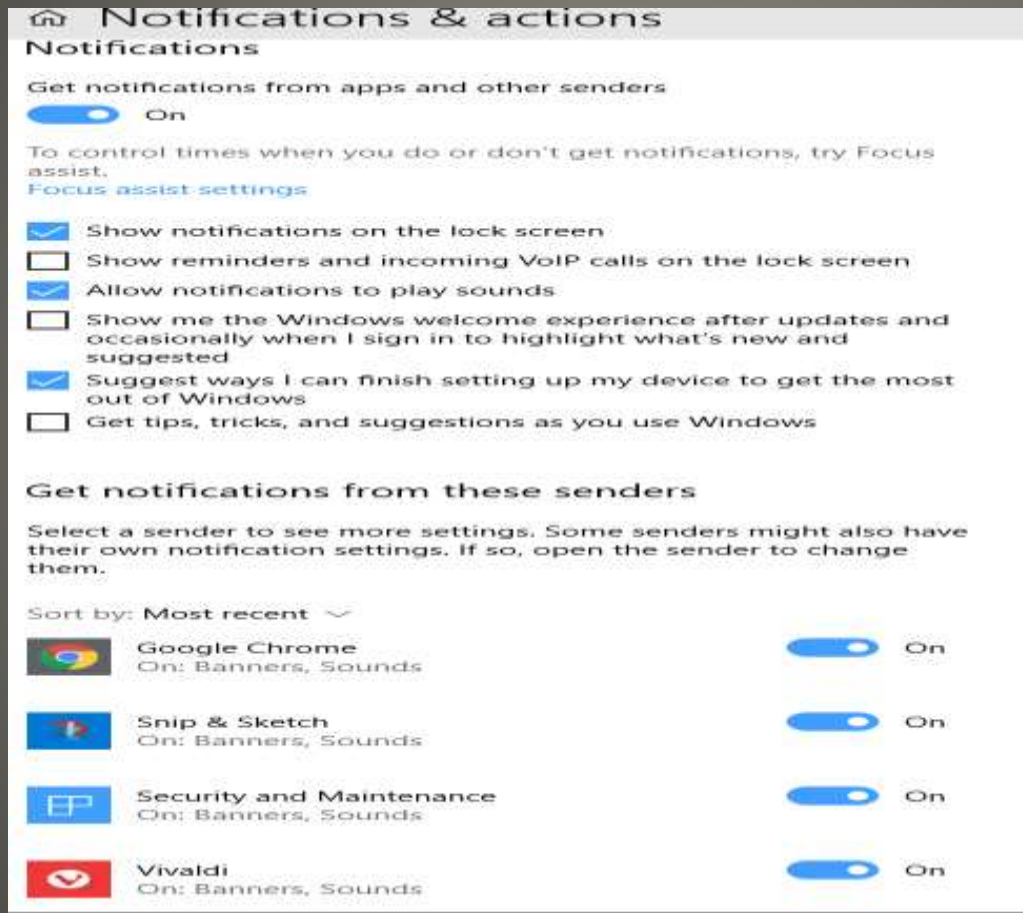 Notifications & actions
Notifications
Get notifications from apps and other senders
On
To control times when you do or don't get notifications, try Focus
assist.
Focus assist settings
Show notifications on the lock screen
Show reminders and incoming VoIP calls on the lock screen
Allow notifications to play sounds
Show me the Windows welcome experience after updates and
occasionally when I sign in to highlight what's new and
suggested
Suggest ways I can finish setting up my device to get the most
out of Windows
Get tips, tricks, and suggestions as you use Windows
Get notifications from these senders
Select a sender to see more settings. Some senders might also have
their own notification settings. If so, open the sender to change
them.
Sort by: Most recent
Google Chrome On
On: Banners, Sounds
Snip & Sketch On
On: Banners, Sounds
Security and Maintenance On
On: Banners, Sounds
Vivaldi On
On: Banners, Sounds